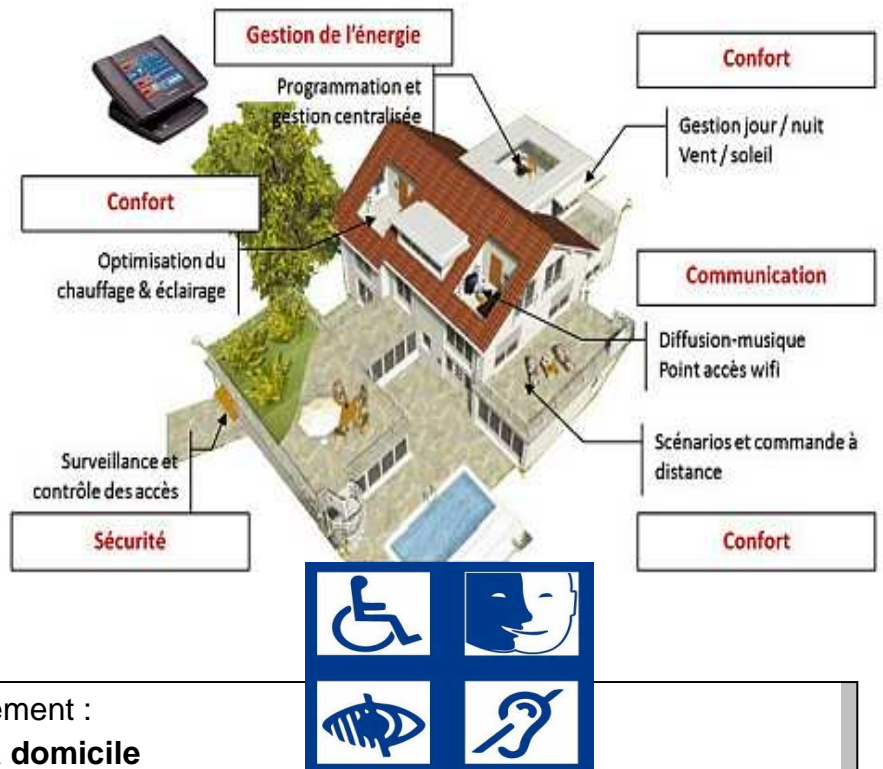 Gestion de l'énergie
Programmation et
gestion centralisée
Confort
Gestion jour / nuit
Vent / soleil
Confort
Optimisation du
chauffage & éclairage
Communication
Diffusion-musique
Point accès wifi
Scénarios et commande à
distance
Confort
Surveillance et
contrôle des accès
Sécurité
ement :
domicile